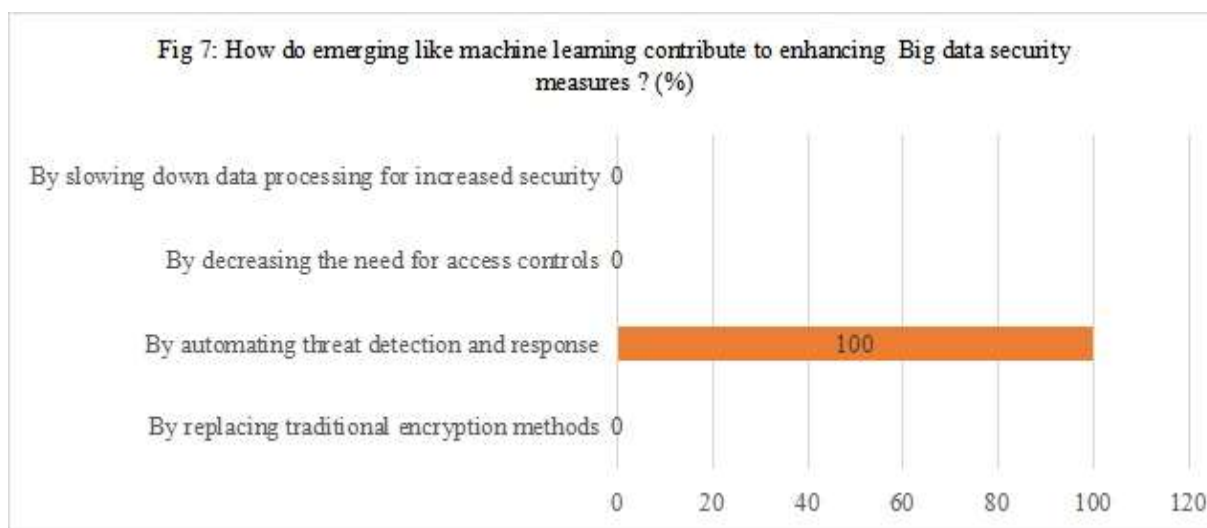 Fig 7: How do emerging like machine learning contribute to enhancing Big data security
measures ? (%)
By slowing down data processing for increased security 0
By decreasing the need for access controls 0
By automating threat detection and response 100
By replacing traditional encryption methods 0
0 20 40 60 80 100 120